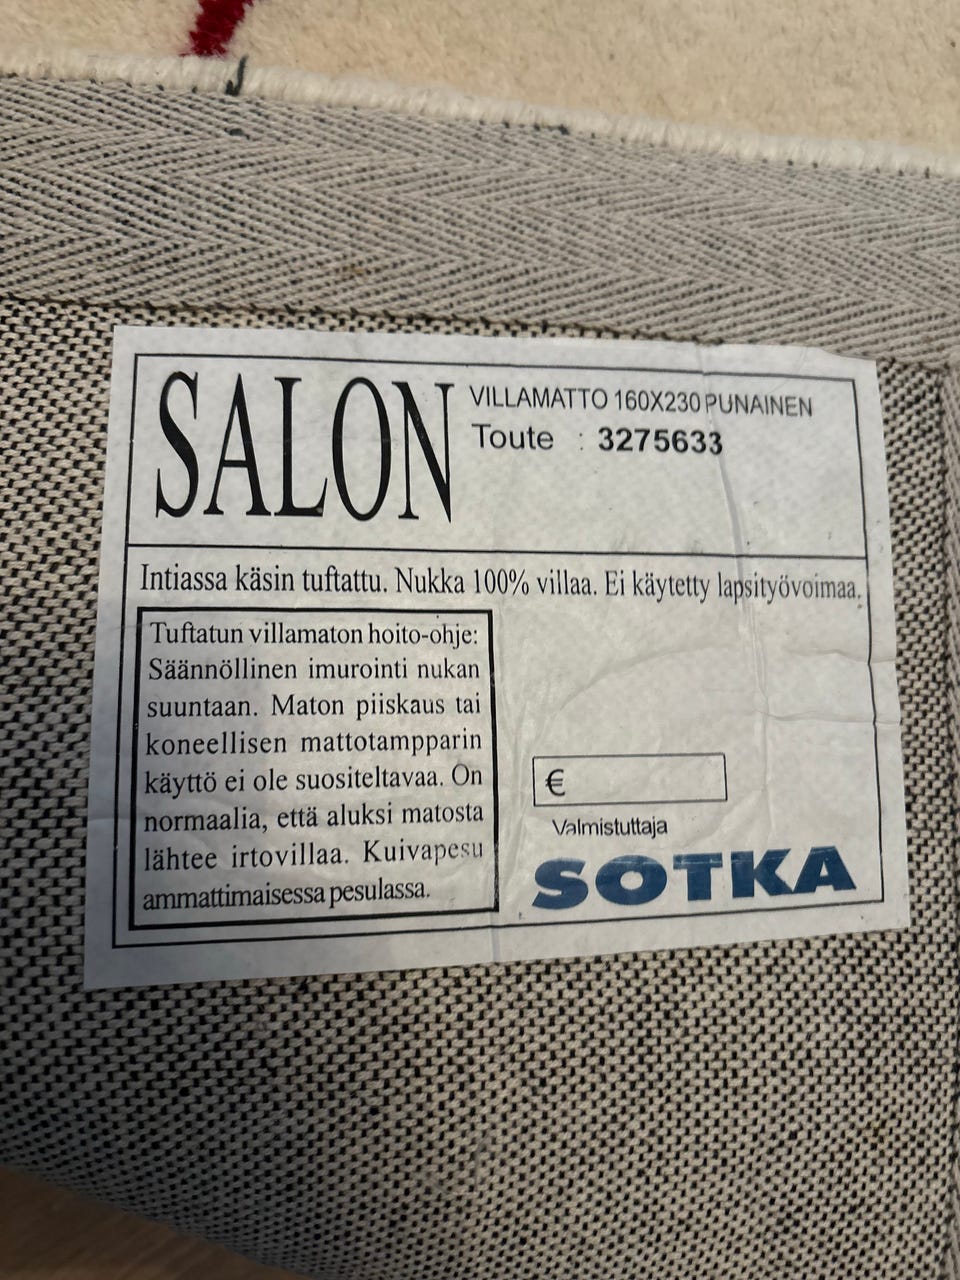 SALON
VILLAMATTO 160X230 PUNAINEN
Toute : 3275633
Intiassa käsin tuftattu. Nukka 100% villaa. Ei käytetty lapsityövoimaa.
Tuftatun villamaton hoito-ohje:
Säännöllinen imurointi nukan
suuntaan. Maton piiskaus tai
koneellisen mattotampparin
käyttö ei ole suositeltavaa. On
normaalia, että aluksi matosta
lähtee irtovillaa. Kuivapesu
ammattimaisessa pesulassa.
€
Valmistuttaja
SOTKA